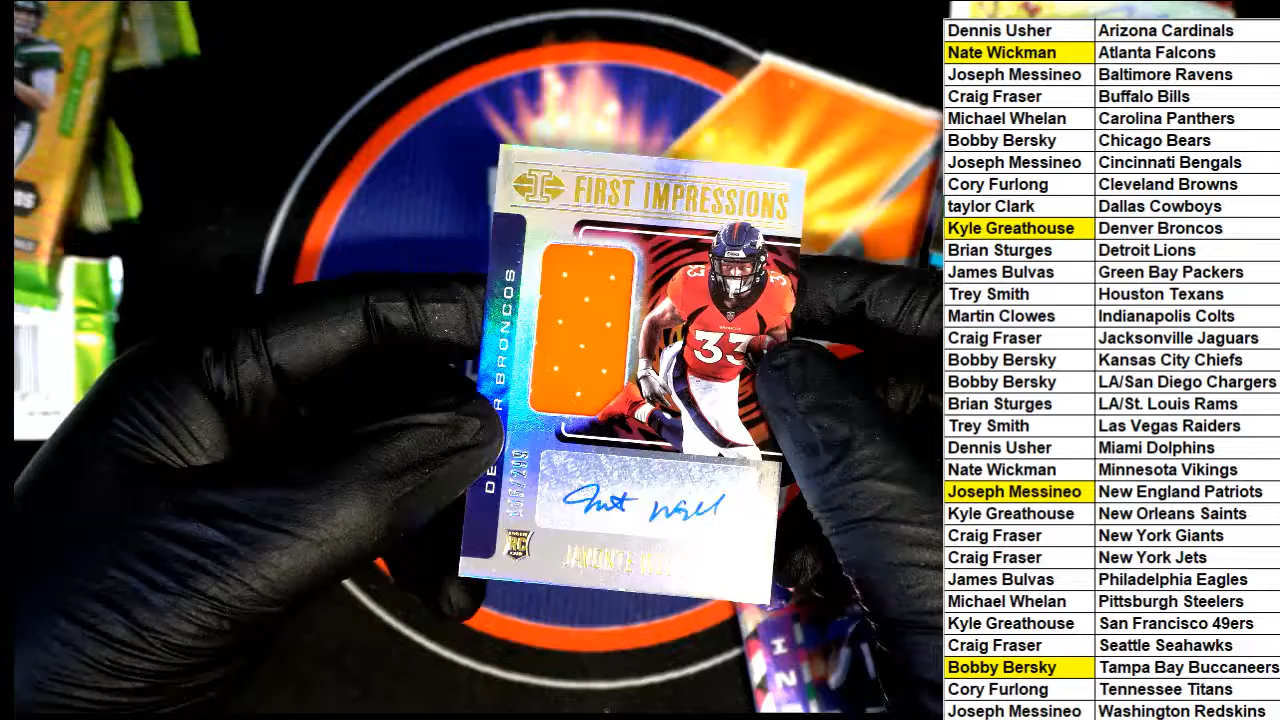 FIRST IMPRESSIONS
33
33
RC
JAVONTE
Dennis Usher Arizona Cardinals
Nate Wickman Atlanta Falcons
Joseph Messineo Baltimore Ravens
Craig Fraser Buffalo Bills
Michael Whelan Carolina Panthers
Bobby Bersky Chicago Bears
Joseph Messineo Cincinnati Bengals
Cory Furlong Cleveland Browns
taylor Clark Dallas Cowboys
Kyle Greathouse Denver Broncos
Brian Sturges Detroit Lions
James Bulvas Green Bay Packers
Trey Smith Houston Texans
Martin Clowes Indianapolis Colts
Craig Fraser Jacksonville Jaguars
Bobby Bersky Kansas City Chiefs
Bobby Bersky LA/San Diego Chargers
Brian Sturges LA/St. Louis Rams
Trey Smith Las Vegas Raiders
Dennis Usher Miami Dolphins
Nate Wickman Minnesota Vikings
Joseph Messineo New England Patriots
Kyle Greathouse New Orleans Saints
Craig Fraser New York Giants
Craig Fraser New York Jets
James Bulvas Philadelphia Eagles
Michael Whelan Pittsburgh Steelers
Kyle Greathouse San Francisco 49ers
Craig Fraser Seattle Seahawks
Bobby Bersky Tampa Bay Buccaneers
Cory Furlong Tennessee Titans
Joseph Messineo Washington Redskins
BRONCOS